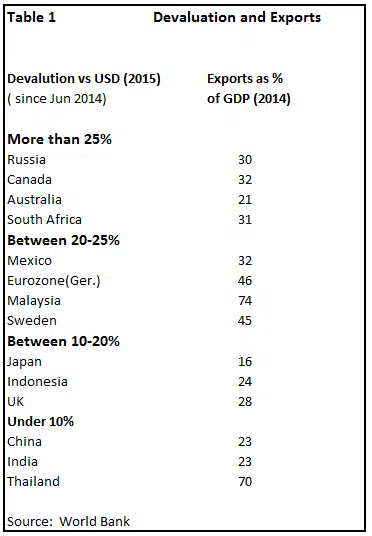 Table 1 Devaluation and Exports
Devalution vs USD (2015) Exports as %
( since Jun 2014) of GDP (2014)
More than 25%
Russia 30
Canada 32
Australia 21
South Africa 31
Between 20-25%
Mexico 32
Eurozone(Ger.) 46
Malaysia 74
Sweden 45
Between 10-20%
Japan 16
Indonesia 24
UK 28
Under 10%
China 23
India 23
Thailand 70
Source: World Bank